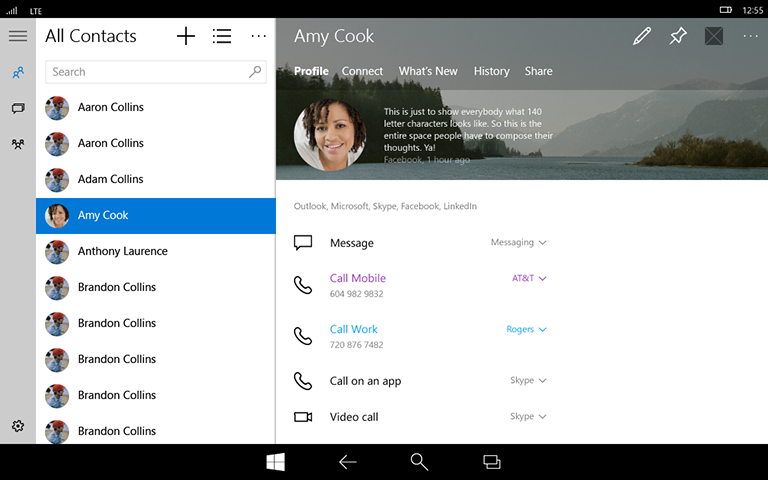 LTE
12:55
All Contacts
Search
Aaron Collins
Aaron Collins
Adam Collins
Amy Cook
Anthony Laurence
Brandon Collins
Brandon Collins
Brandon Collins
Brandon Collins
Brandon Collins
Amy Cook
Profile Connect What's New History Share
This is just to show everybody what 140
letter characters looks like. So this is the
entire space people have to compose their
thoughts. Ya!
Facebook, 1 hour ago
Outlook, Microsoft, Skype, Facebook, LinkedIn
Message Messaging
Call Mobile AT&T
604 982 9832
Call Work Rogers
720 876 7482
Call on an app Skype
Video call Skype